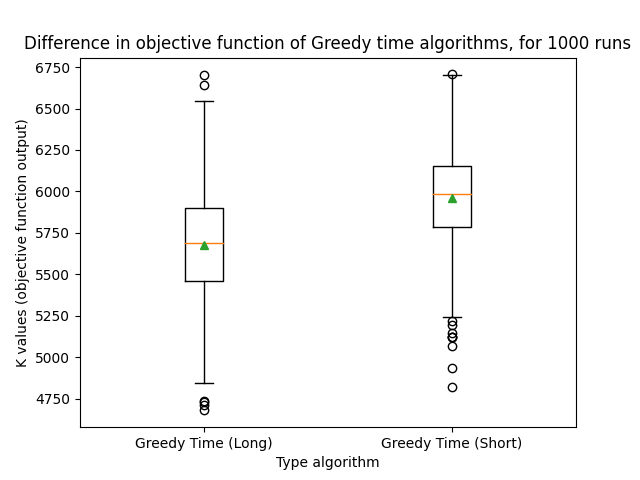 Difference in objective function of Greedy time algorithms, for 1000 runs
6750
6500
6250
6000
5750
5500
5250
5000
4750
K values (objective function output)
Greedy Time (Long)
Greedy Time (Short)
Type algorithm